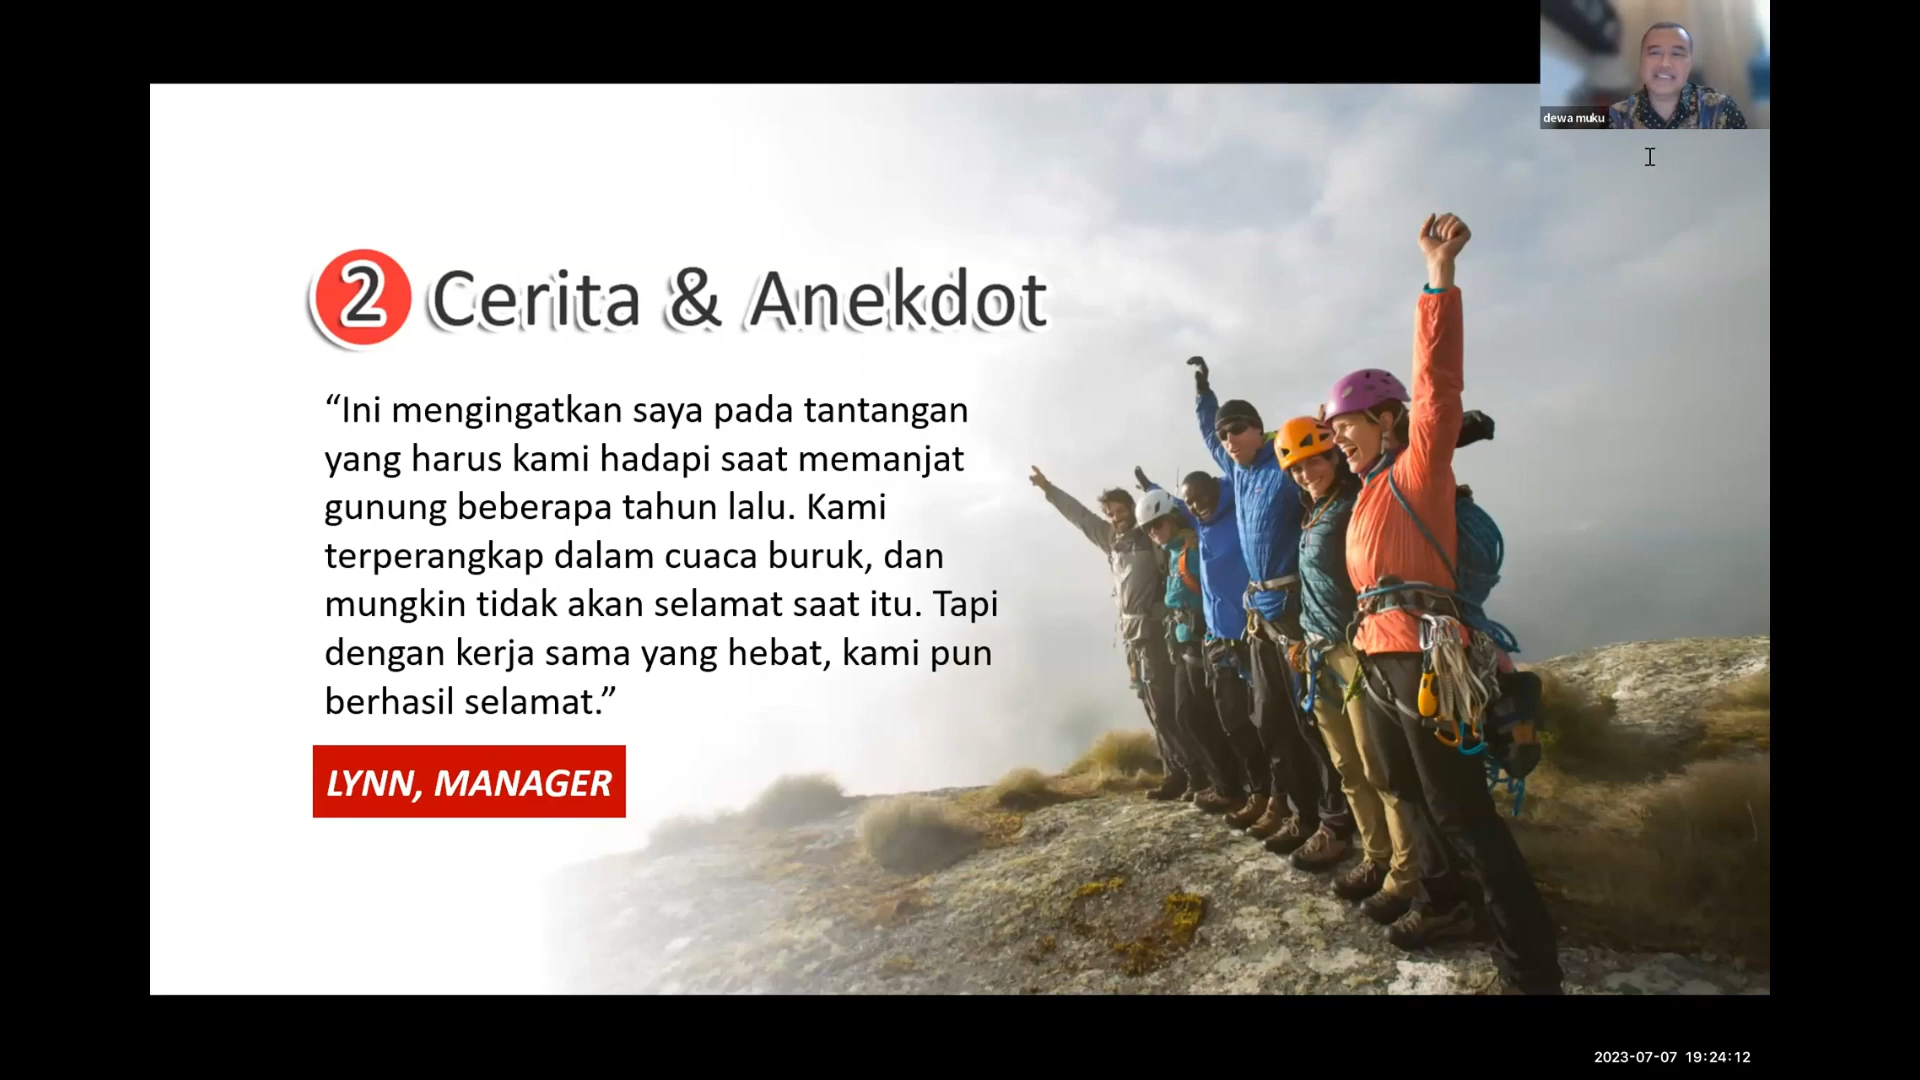 dewa muku
2 Cerita & Anekdot
“Ini mengingatkan saya pada tantangan
yang harus kami hadapi saat memanjat
gunung beberapa tahun lalu. Kami
terperangkap dalam cuaca buruk, dan
mungkin tidak akan selamat saat itu. Tapi
dengan kerja sama yang hebat, kami pun
berhasil selamat.”
LYNN, MANAGER
2023-07-07 19:24:12